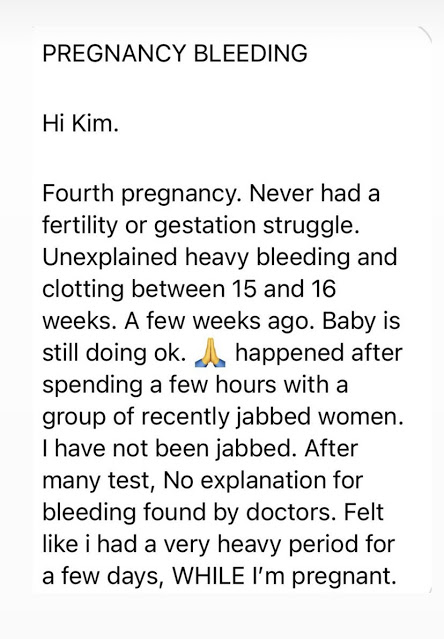 PREGNANCY BLEEDING
Hi Kim.
Fourth pregnancy. Never had a
fertility or gestation struggle.
Unexplained heavy bleeding and
clotting between 15 and 16
weeks. A few weeks ago. Baby is
still doing ok. 🙏 happened after
spending a few hours with a
group of recently jabbed women.
I have not been jabbed. After
many test, No explanation for
bleeding found by doctors. Felt
like i had a very heavy period for
a few days, WHILE I'm pregnant.